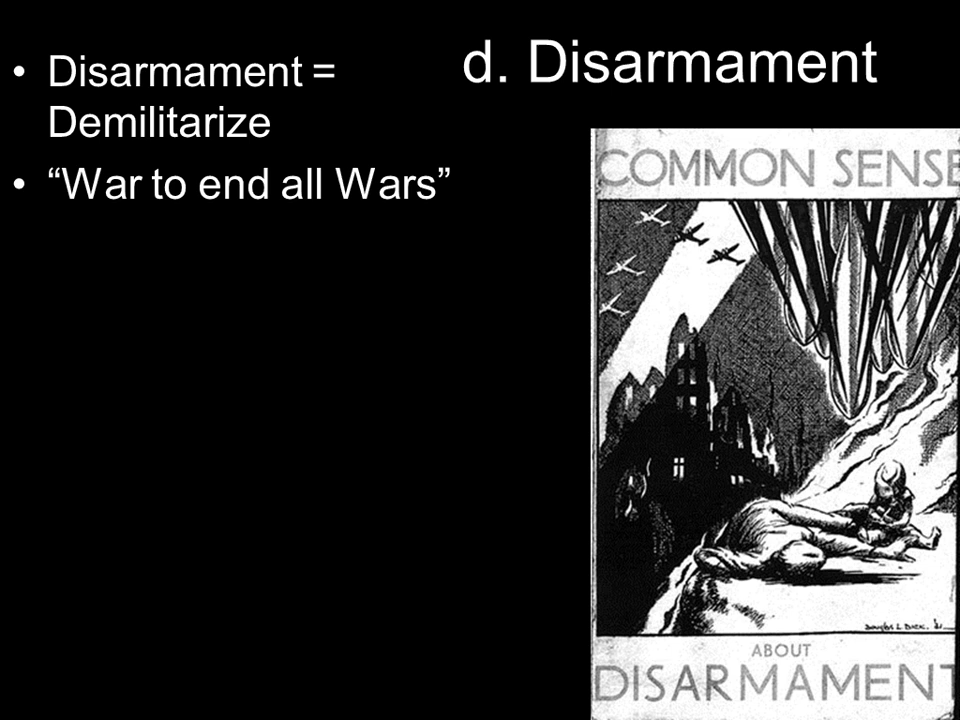 d. Disarmament
• Disarmament =
Demilitarize
• “War to end all Wars”
COMMON SENSE
ABOUT
DISARMAMENT